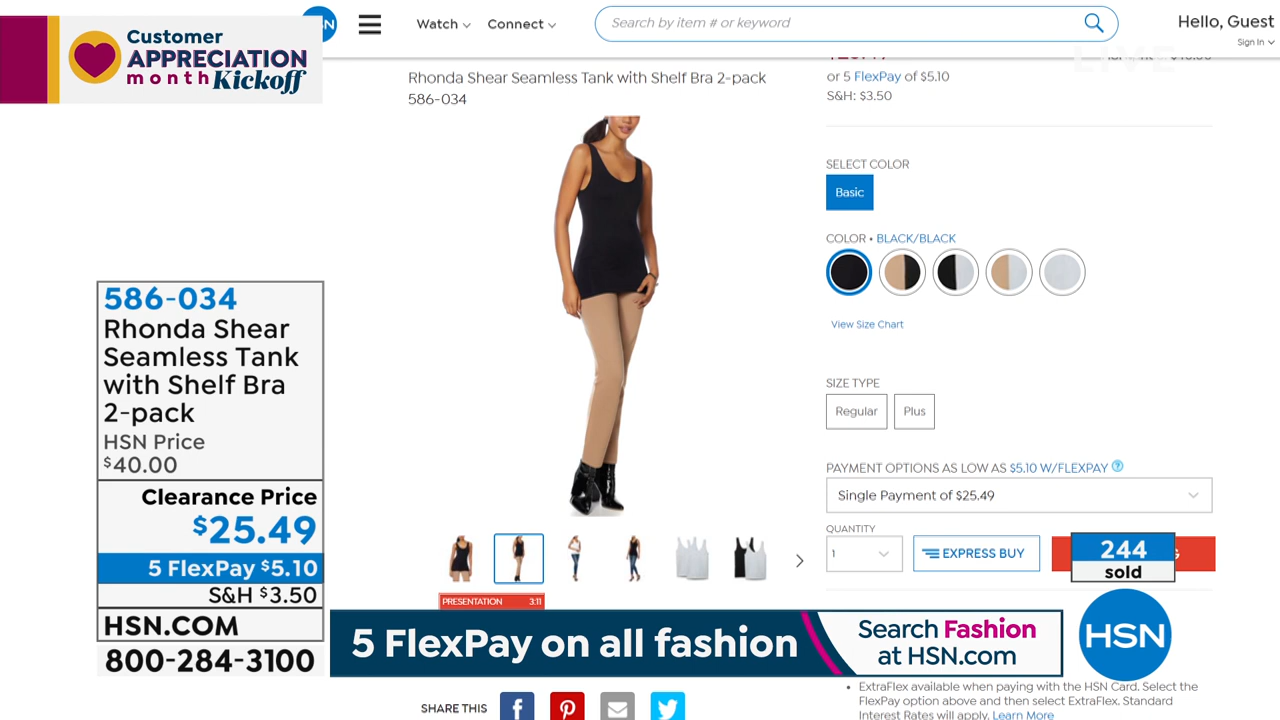 Customer
APPRECIATION
month Kickoff
Watch
Connect
Search by item # or keyword
Hello, Guest
Sign In
LIVE
Rhonda Shear Seamless Tank with Shelf Bra 2-pack
586-034
or 5 FlexPay of $5.10
S&H: $3.50
SELECT COLOR
Basic
COLOR • BLACK/BLACK
View Size Chart
SIZE TYPE
Regular
Plus
PAYMENT OPTIONS AS LOW AS $5.10 W/FLEXPAY ?
Single Payment of $25.49
QUANTITY
1
EXPRESS BUY
244
sold
586-034
Rhonda Shear
Seamless Tank
with Shelf Bra
2-pack
HSN Price
$40.00
Clearance Price
$25.49
5 FlexPay $5.10
S&H $3.50
HSN.COM
800-284-3100
PRESENTATION 3:11
5 FlexPay on all fashion
Search Fashion
at HSN.com
HSN
• ExtraFlex available when paying with the HSN Card. Select the
FlexPay option above and then select ExtraFlex. Standard
Interest Rates will apply. Learn More
SHARE THIS